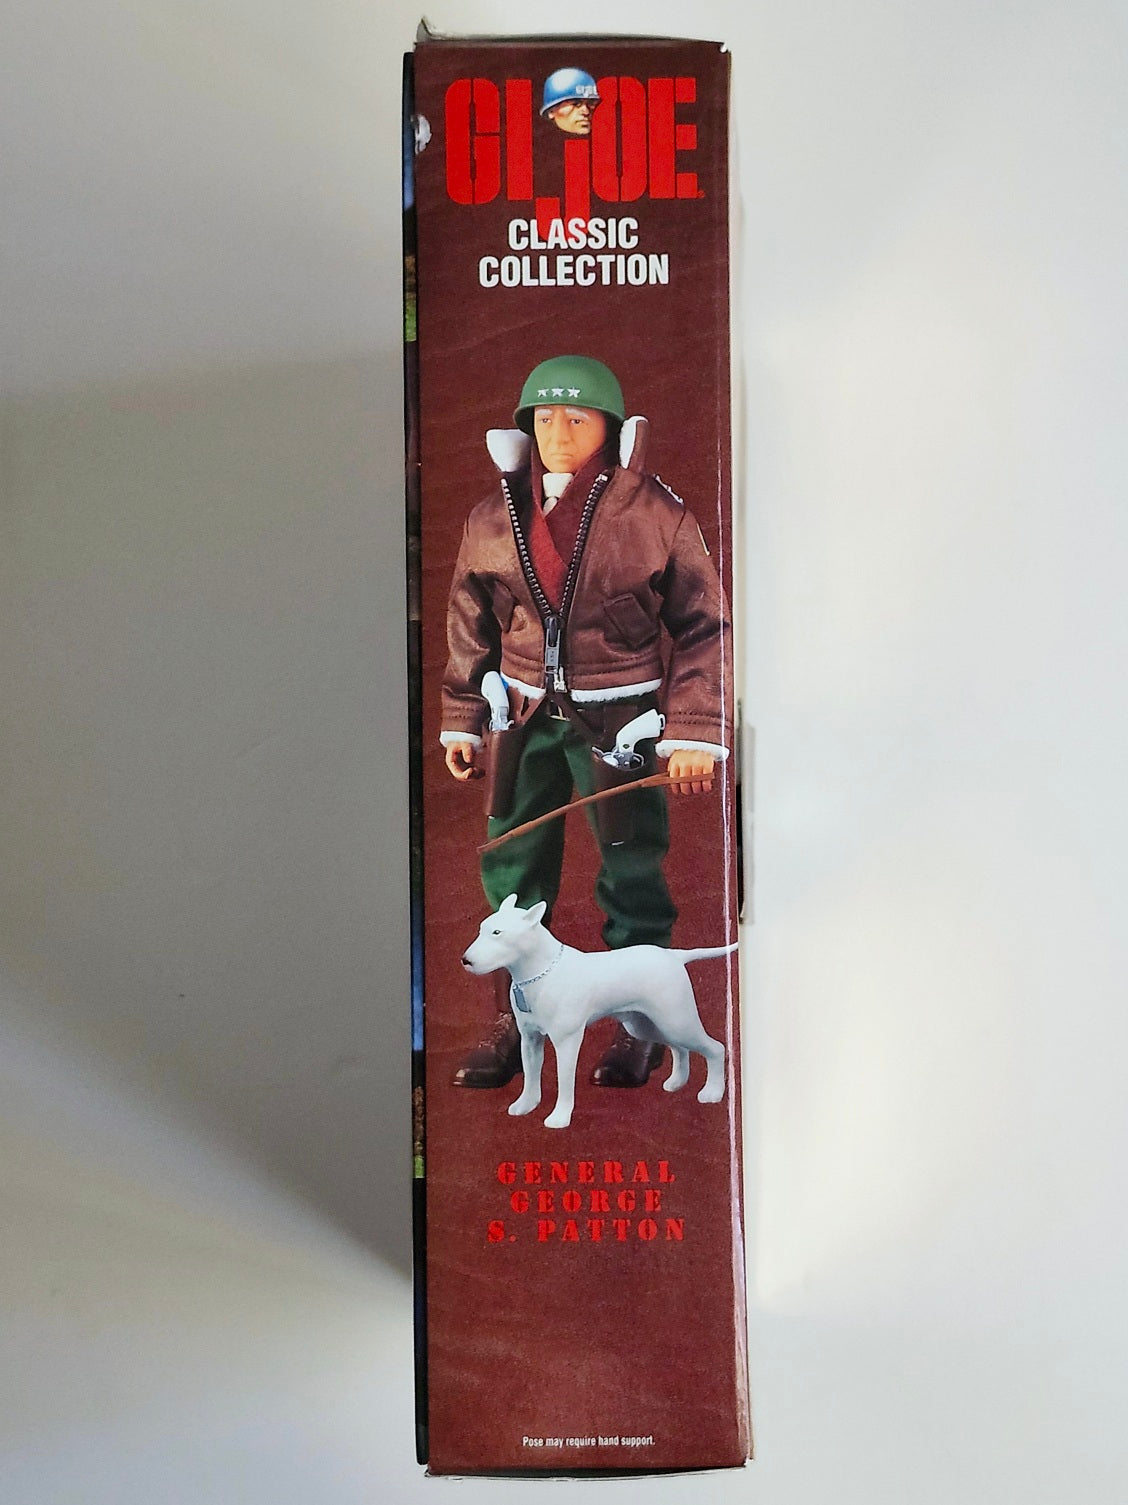 GI JOE
CLASSIC
COLLECTION
GENERAL
GEORGE
S. PATTON
Pose may require hand support.